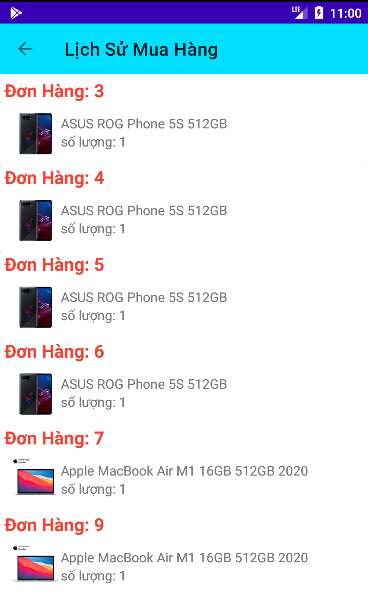 LTE 11:00
Lịch Sử Mua Hàng
Đơn Hàng: 3
ASUS ROG Phone 5S 512GB
số lượng: 1
Đơn Hàng: 4
ASUS ROG Phone 5S 512GB
số lượng: 1
Đơn Hàng: 5
ASUS ROG Phone 5S 512GB
số lượng: 1
Đơn Hàng: 6
ASUS ROG Phone 5S 512GB
số lượng: 1
Đơn Hàng: 7
Apple MacBook Air M1 16GB 512GB 2020
số lượng: 1
Đơn Hàng: 9
Apple MacBook Air M1 16GB 512GB 2020
số lượng: 1